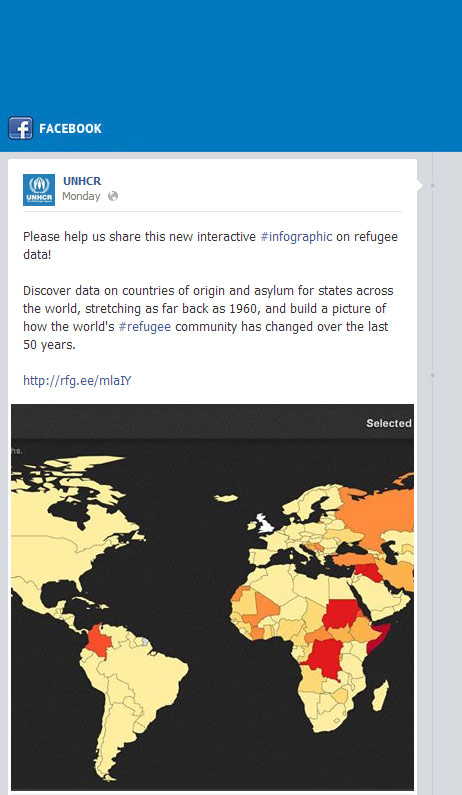 FACEBOOK
UNHCR
UNHCR
Monday
Please help us share this new interactive #infographic on refugee
data!
Discover data on countries of origin and asylum for states across
the world, stretching as far back as 1960, and build a picture of
how the world's #refugee community has changed over the last
50 years.
http://rfg.ee/mlaIY
Selected
hs.